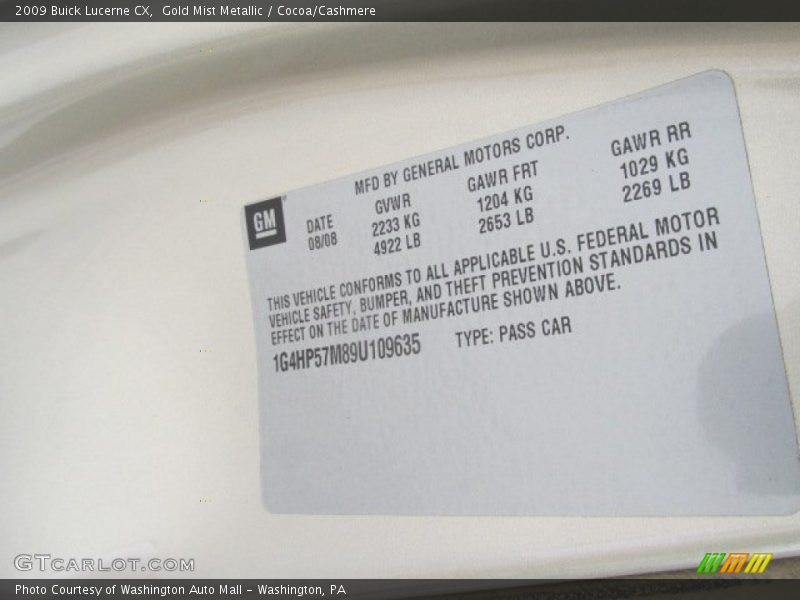 2009 Buick Lucerne CX,  Gold Mist Metallic / Cocoa/Cashmere
MFD BY GENERAL MOTORS CORP.
GM DATE GVWR GAWR FRT GAWR RR
08/08 2233 KG 1204 KG 1029 KG
4922 LB 2653 LB 2269 LB
THIS VEHICLE CONFORMS TO ALL APPLICABLE U.S. FEDERAL MOTOR
VEHICLE SAFETY, BUMPER, AND THEFT PREVENTION STANDARDS IN
EFFECT ON THE DATE OF MANUFACTURE SHOWN ABOVE.
1G4HP57M89U109635 TYPE: PASS CAR
GTCARLOT.COM
Photo Courtesy of Washington Auto Mall - Washington, PA